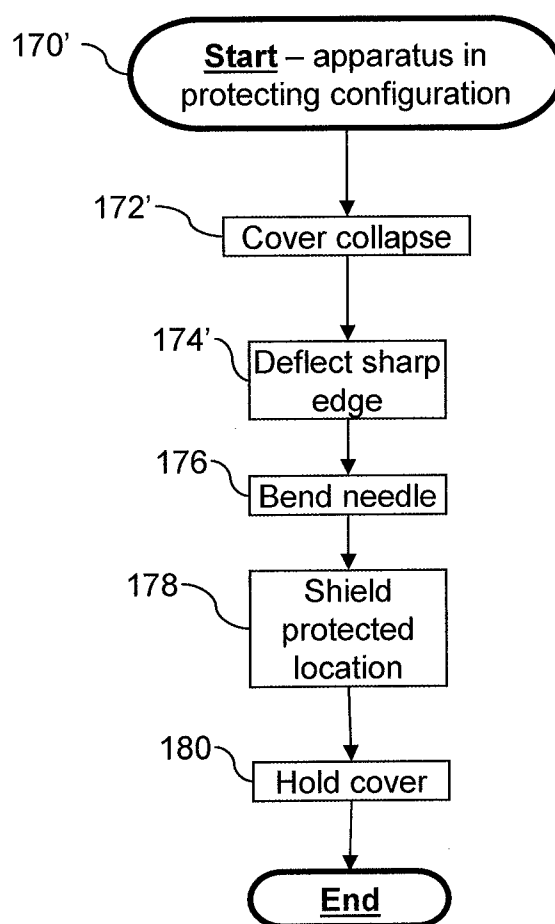 170’
Start – apparatus in
protecting configuration
172’
Cover collapse
174’
Deflect sharp
edge
176
Bend needle
178
Shield
protected
location
180
Hold cover
End